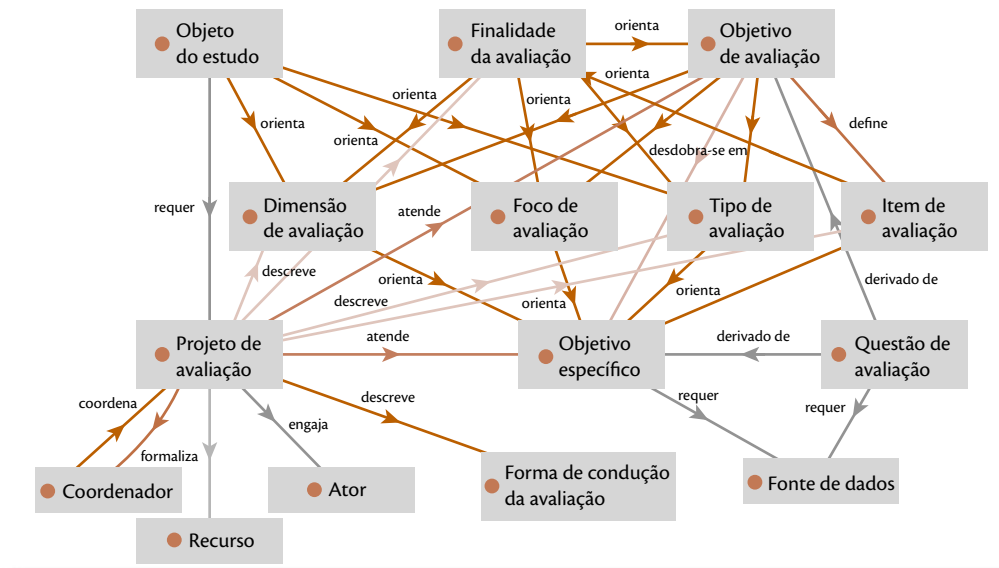 Objeto
do estudo
Finalidade
da avaliação
orienta
Objetivo
de avaliação
orienta
orienta
orienta
orienta
orienta
define
desdobra-se em
requer
Dimensão
de avaliação
atende
Foco de
avaliação
Tipo de
avaliação
Item de
avaliação
descreve
orienta
descreve
orienta
orienta
derivado de
Projeto de
avaliação
atende
Objetivo
específico
derivado de
Questão de
avaliação
coordena
formaliza
engaja
descreve
requer
requer
Coordenador
Ator
Forma de condução
da avaliação
Fonte de dados
Recurso